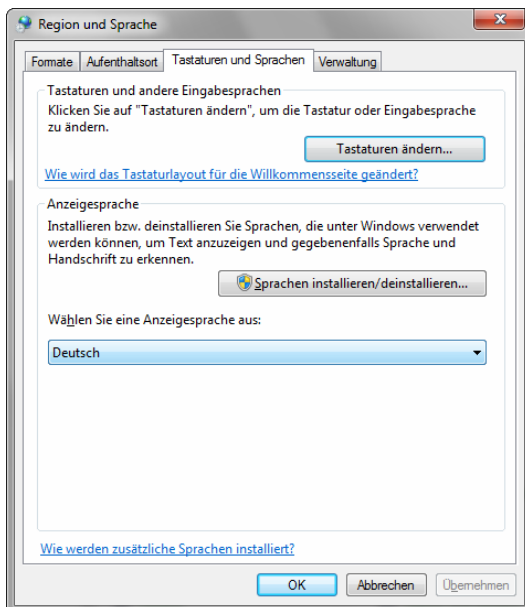 Region und Sprache
Formate Aufenthaltsort Tastaturen und Sprachen Verwaltung
Tastaturen und andere Eingabesprachen
Klicken Sie auf "Tastaturen ändern", um die Tastatur oder Eingabesprache
zu ändern.
Tastaturen ändern...
Wie wird das Tastaturlayout für die Willkommensseite geändert?
Anzeigesprache
Installieren bzw. deinstallieren Sie Sprachen, die unter Windows verwendet
werden können, um Text anzuzeigen und gegebenenfalls Sprache und
Handschrift zu erkennen.
Sprachen installieren/deinstallieren...
Wählen Sie eine Anzeigesprache aus:
Deutsch
Wie werden zusätzliche Sprachen installiert?
OK Abbrechen Übernehmen